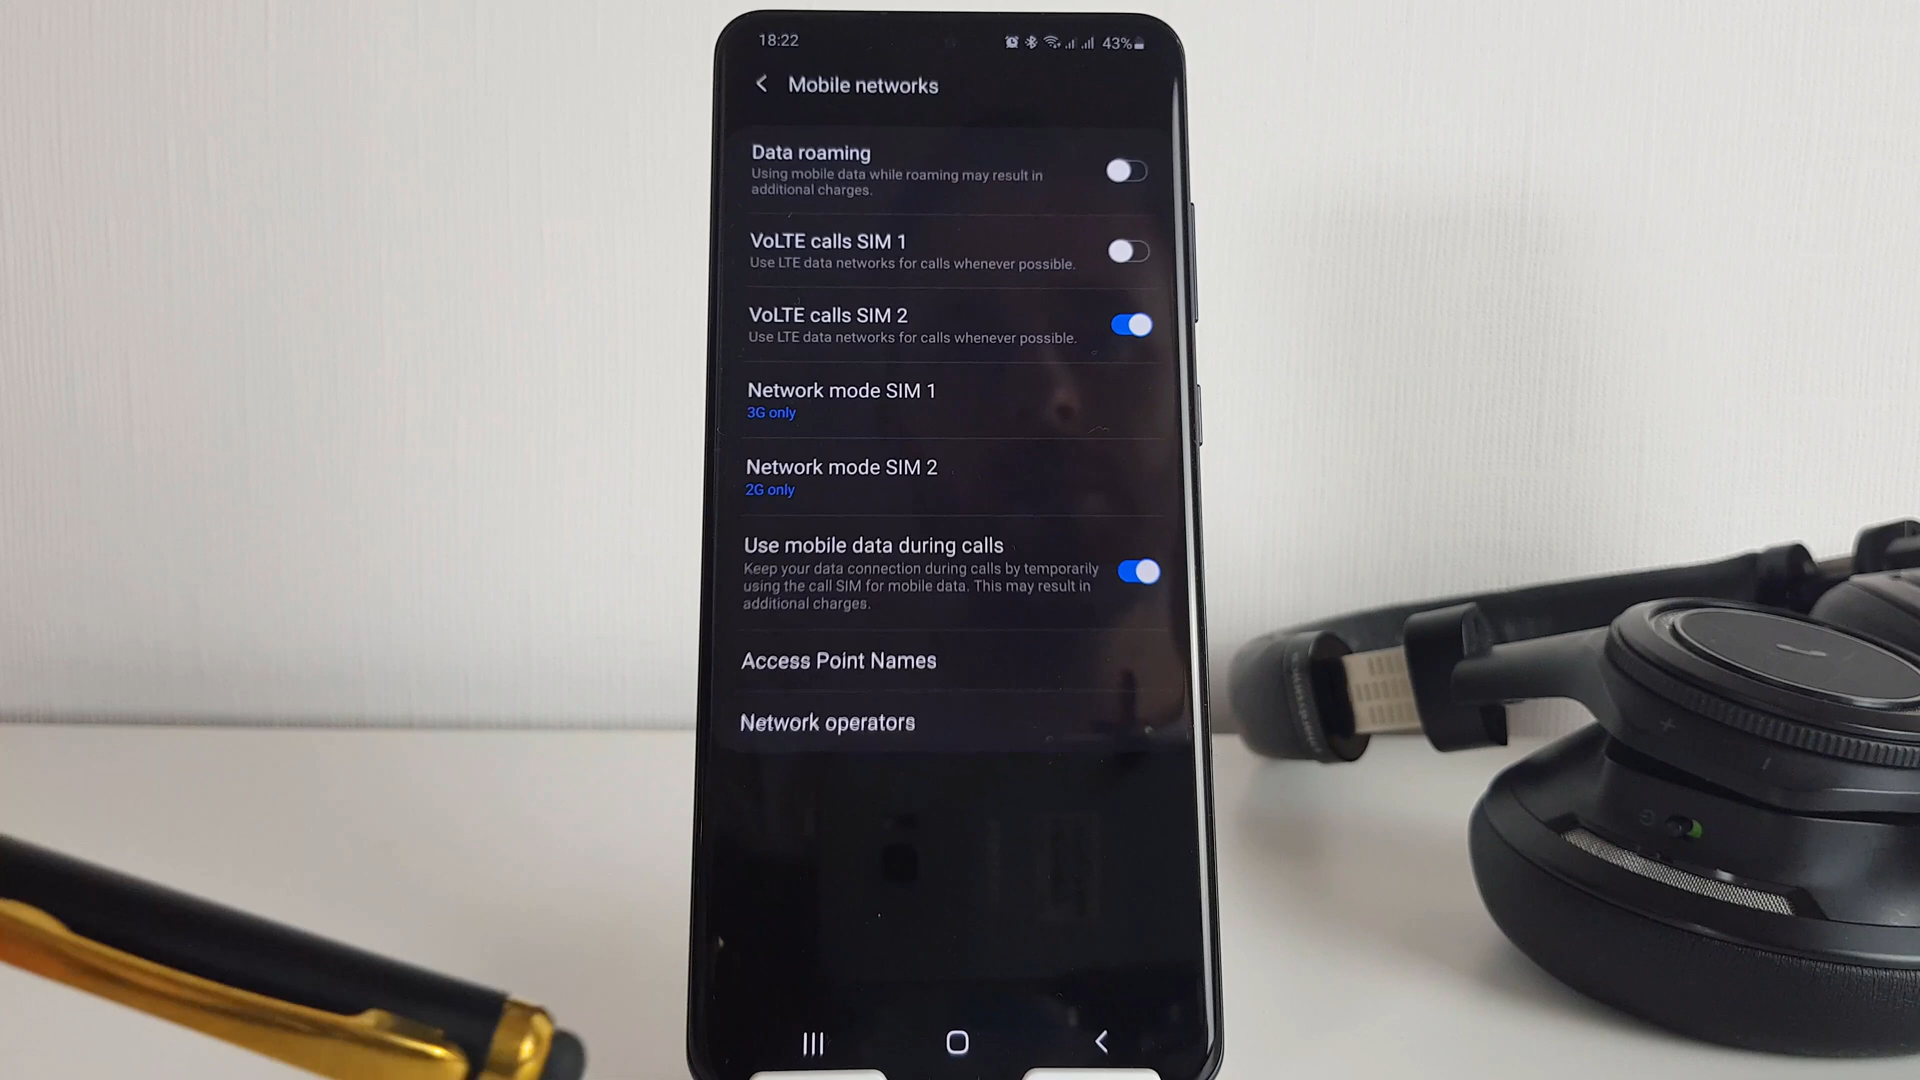 18:22
43%
Mobile networks
Data roaming
Using mobile data while roaming may result in
additional charges.
VoLTE calls SIM 1
Use LTE data networks for calls whenever possible.
VoLTE calls SIM 2
Use LTE data networks for calls whenever possible.
Network mode SIM 1
3G only
Network mode SIM 2
2G only
Use mobile data during calls
Keep your data connection during calls by temporarily
using the call SIM for mobile data. This may result in
additional charges.
Access Point Names
Network operators